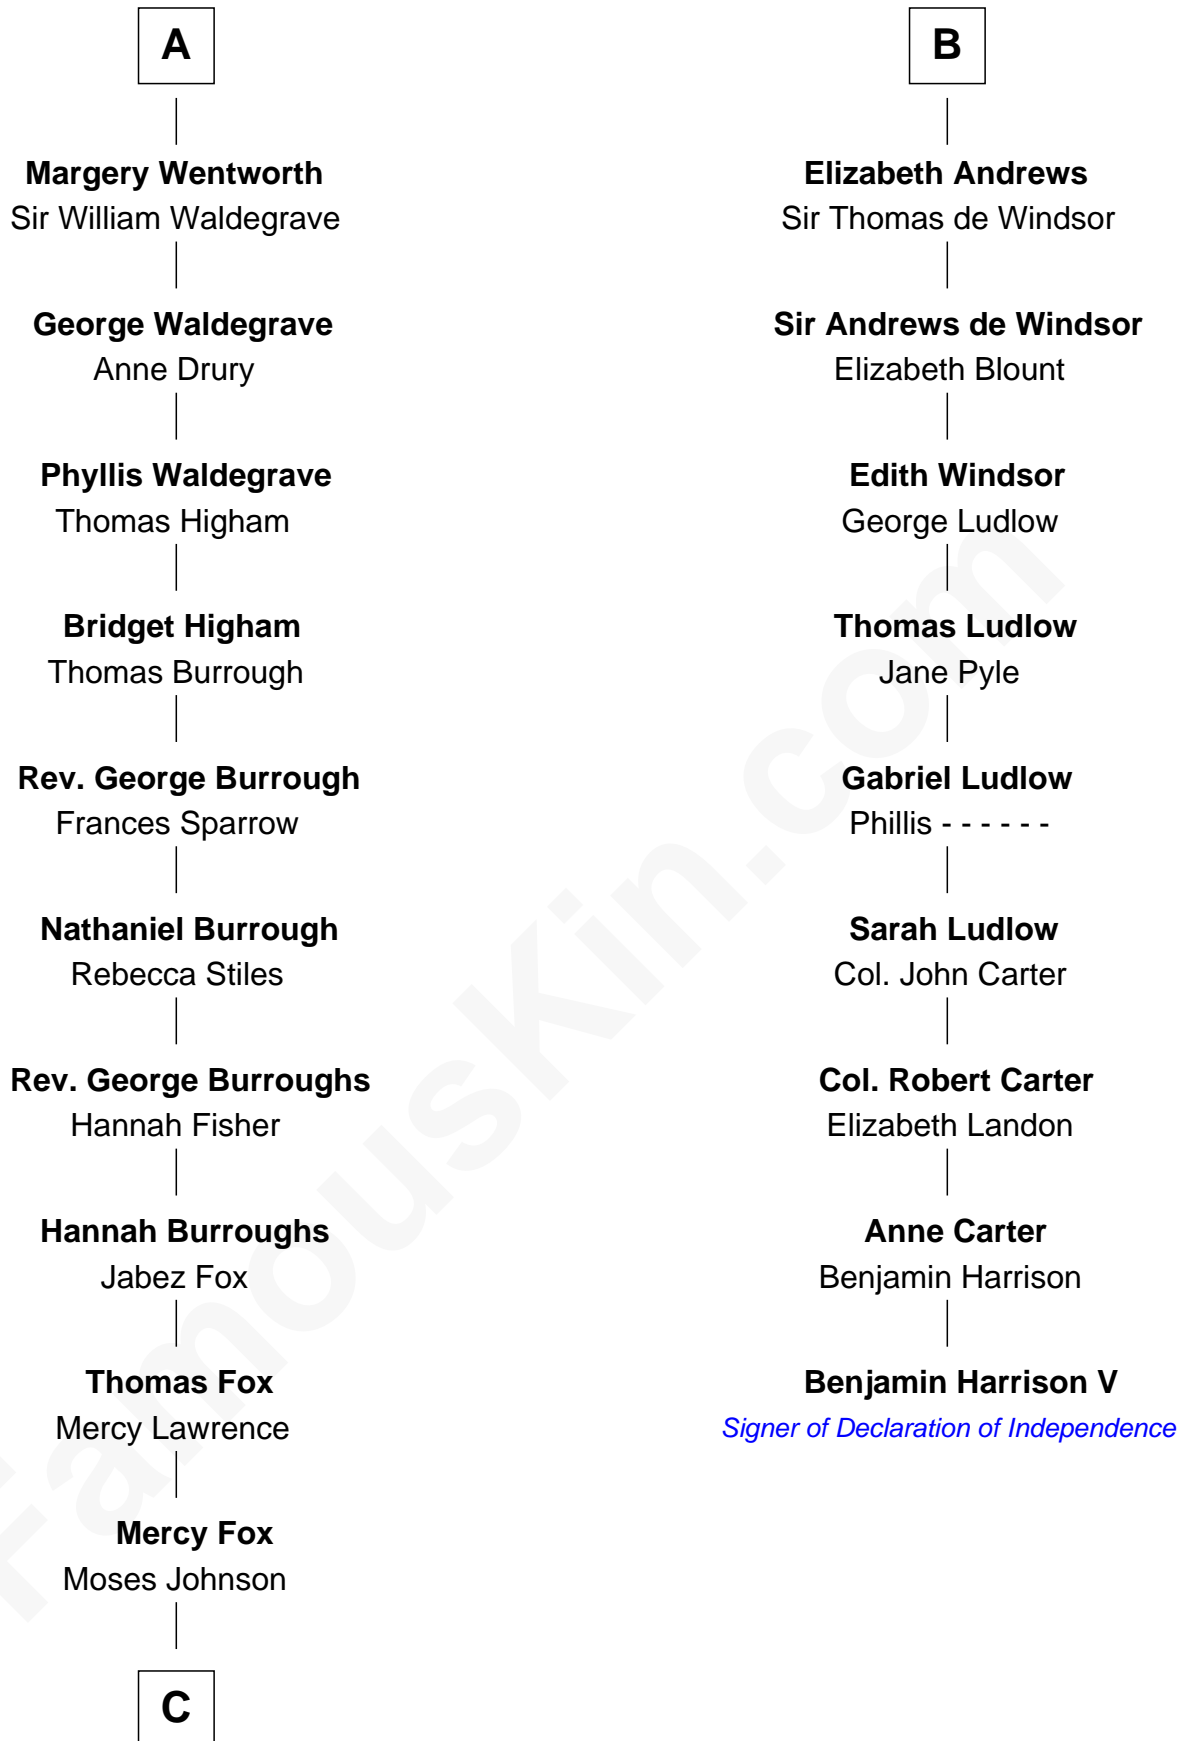 A
Margery Wentworth
Sir William Waldegrave
George Waldegrave
Anne Drury
Phyllis Waldegrave
Thomas Higham
Bridget Higham
Thomas Burrough
Rev. George Burrough
Frances Sparrow
Nathaniel Burrough
Rebecca Stiles
Rev. George Burroughs
Hannah Fisher
Hannah Burroughs
Jabez Fox
Thomas Fox
Mercy Lawrence
Mercy Fox
Moses Johnson
C
B
Elizabeth Andrews
Sir Thomas de Windsor
Sir Andrews de Windsor
Elizabeth Blount
Edith Windsor
George Ludlow
Thomas Ludlow
Jane Pyle
Gabriel Ludlow
Phillis - - - - - -
Sarah Ludlow
Col. John Carter
Col. Robert Carter
Elizabeth Landon
Anne Carter
Benjamin Harrison
Benjamin Harrison V
Signer of Declaration of Independence
FamousKin.com